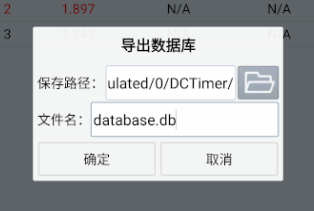 2 1.897 N/A N/A
导出数据库
3 N/A
保存路径: ulated/0/DCTimer/
文件名: database.db
确定 取消